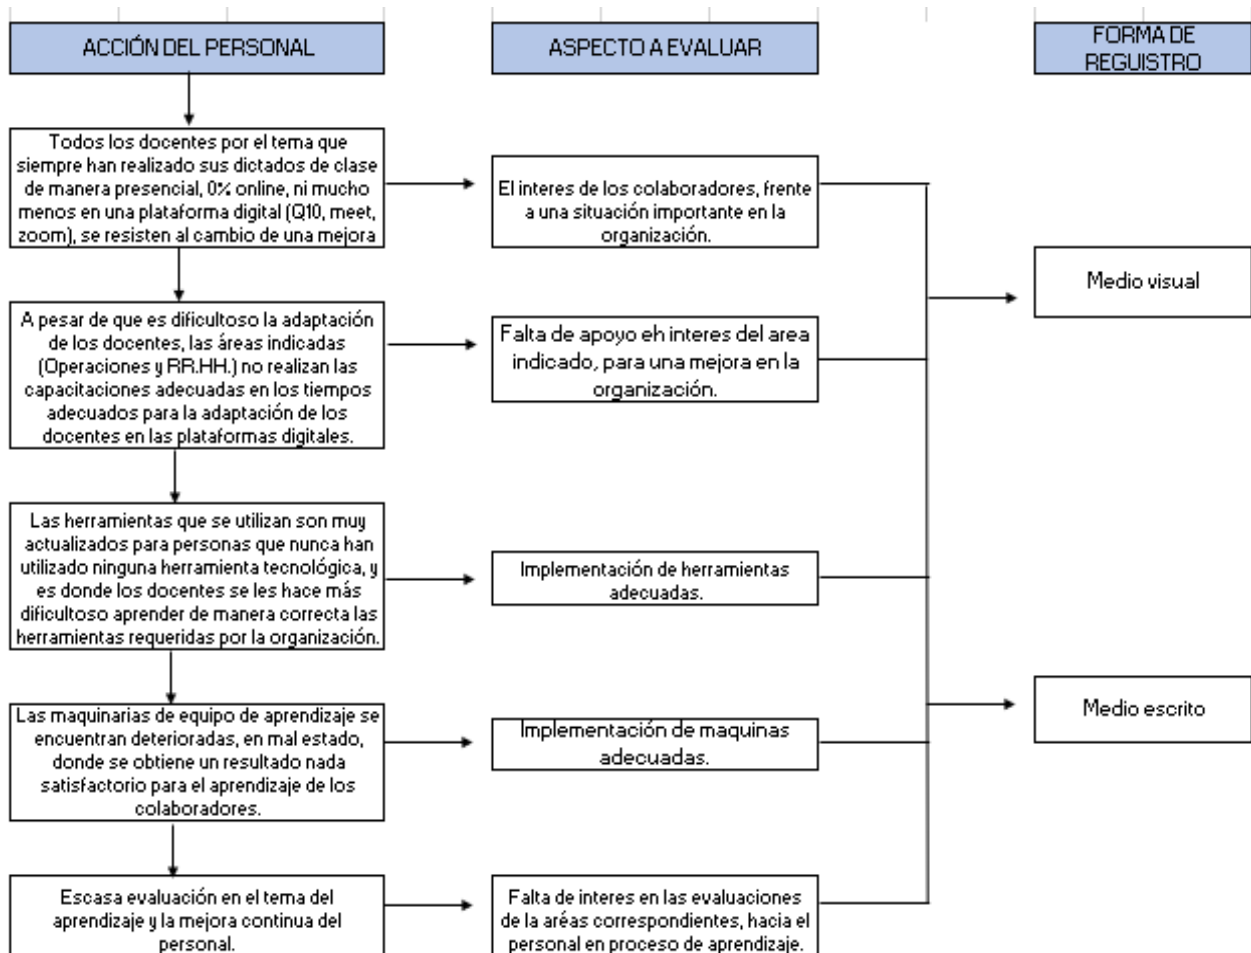 ACCIÓN DEL PERSONAL
ASPECTO A EVALUAR
FORMA DE
REGUISTRO
Todos los docentes por el tema que
siempre han realizado sus dictados de clase
de manera presencial, 0% online, ni mucho
menos en una plataforma digital (Q10, meet,
zoom), se resisten al cambio de una mejora
El interes de los colaboradores, frente
a una situación importante en la
organización.
Medio visual
A pesar de que es dificultoso la adaptación
de los docentes, las áreas indicadas
(Operaciones y RR.HH.) no realizan las
capacitaciones adecuadas en los tiempos
adecuados para la adaptación de los
docentes en las plataformas digitales.
Falta de apoyo eh interes del area
indicado, para una mejora en la
organización.
Las herramientas que se utilizan son muy
actualizados para personas que nunca han
utilizado ninguna herramienta tecnológica, y
es donde los docentes se les hace más
dificultoso aprender de manera correcta las
herramientas requeridas por la organización.
Implementación de herramientas
adecuadas.
Las maquinarias de equipo de aprendizaje se
encuentran deterioradas, en mal estado,
donde se obtiene un resultado nada
satisfactorio para el aprendizaje de los
colaboradores.
Implementación de maquinas
adecuadas.
Medio escrito
Escasa evaluación en el tema del
aprendizaje y la mejora continua del
personal.
Falta de interes en las evaluaciones
de la aréas correspondientes, hacia el
personal en proceso de aprendizaje.